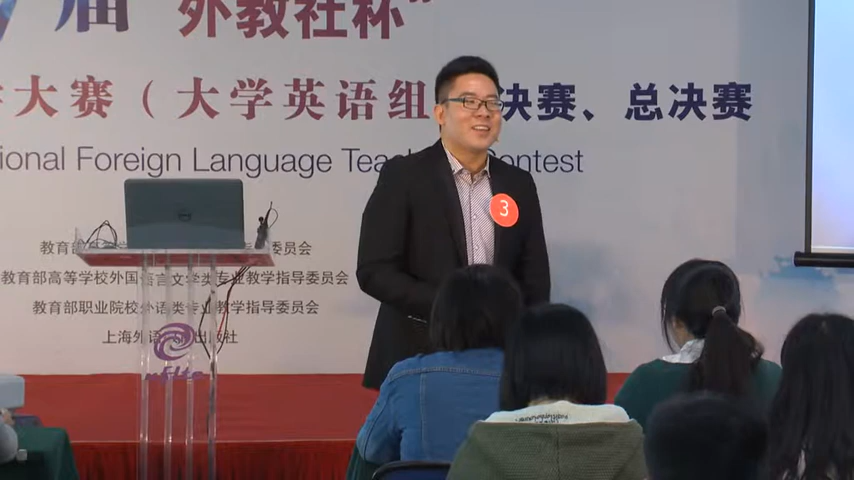 届 "外教社杯"
大赛（大学英语组 决赛、总决赛
Foreign Language Contest
3
教育部 委员会
教育部高等学校外国语言文学类专业教学指导委员会
教育部职业院校外语类专业教学指导委员会
上海外语 出版社